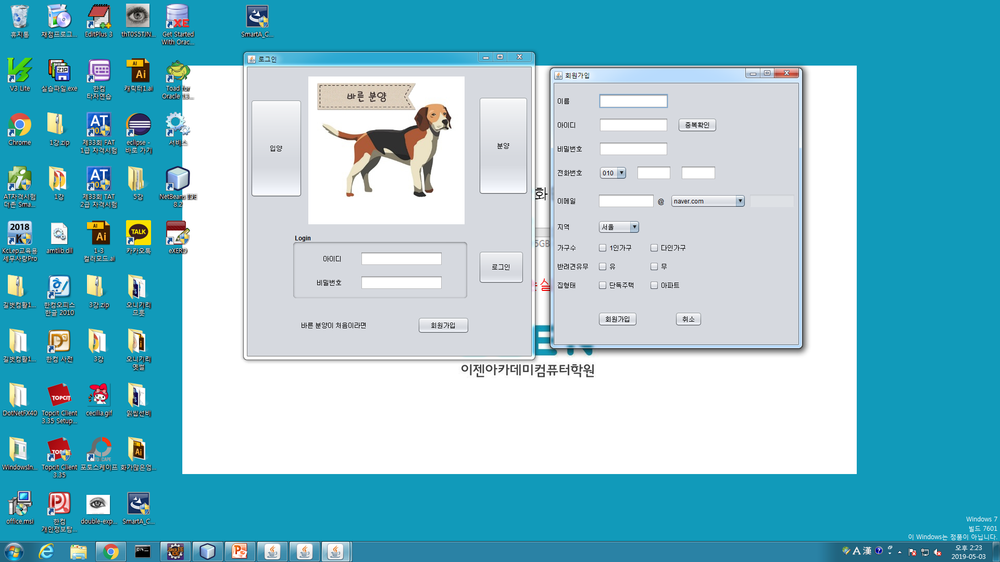 휴지통
채점프로그...
EditPlus 3
thT0S5TJN...
Get Started
With Orac...
SmartA_C...
V3 Lite
실습파일.exe
한컴
타자연습
캐릭터1.ai
Toad for
Oracle 13...
Chrome
1강.zip
제33회 FAT
1급 자격시험
eclipse -
바로 가기
서비스
AT자격시험
더존 Sma...
1강
제33회 TAT
2급 자격시험
5강
NetBeans IDE
8.2
KcLep교육용
세무사랑Pro
amtlib.dll
1-3
컬러모드.ai
카카오톡
eXERD
길벗컴활1...
한컴오피스
한글 2010
3강.zip
오니기리
므흣
길벗컴활1...
한컴 사전
3강
오니기리
옛썰
DotNetFX40
Topcit Client
3.35 Setup...
cecilia.gif
읽씹선비
WindowsIn...
Topcit Client
3.35
포토스케이프
화가많은엄...
office.msi
한컴
개인정보탐...
double-exp...
SmartA_C...
로그인
바른 분양
입양
분양
Login
아이디
비밀번호
로그인
바른 분양이 처음이라면
회원가입
회원가입
이름
아이디
중복확인
비밀번호
전화번호
010
이메일
@
naver.com
지역
서울
가구수
1인가구
다인가구
반려견유무
유
무
집형태
단독주택
아파트
회원가입
취소
화
5GB
실
EN
이젠아카데미컴퓨터학원
Windows 7
빌드 7601
이 Windows는 정품이 아닙니다.
A 漢
오후 2:23
2019-05-03